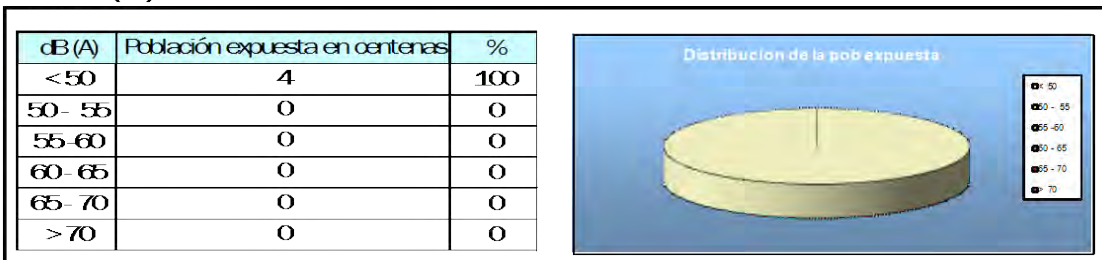 dB (A) Población expuesta en centenas %
<50 4 100
50- 55 0 0
55-60 0 0
60-65 0 0
65- 70 0 0
>70 0 0
Distribucion de la pob expuesta
< 50
50 - 55
55 -60
60 - 65
65 - 70
> 70